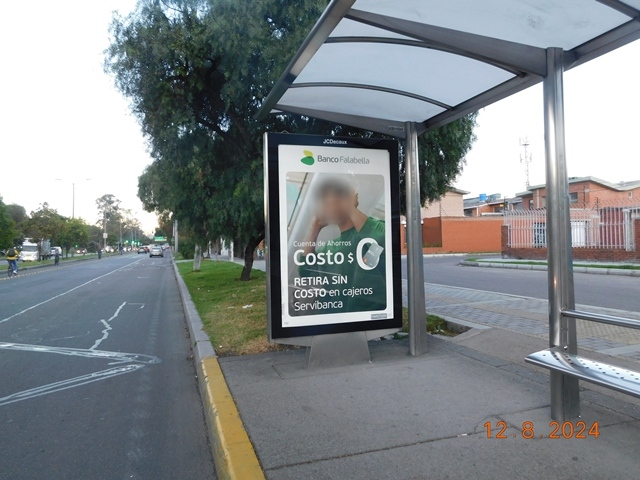 JCDecaux
Banco Falabella
Cuenta de Ahorros
Costo $0
RETIRA SIN
COSTO en cajeros
Servibanca
12.8.2024